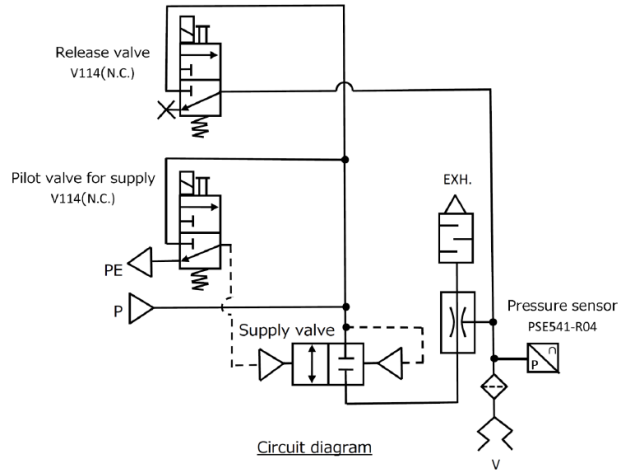 Release valve
V114(N.C.)
Pilot valve for supply
V114(N.C.)
EXH.
PE
P
Pressure sensor
PSE541-R04
Supply valve
P
Circuit diagram
V